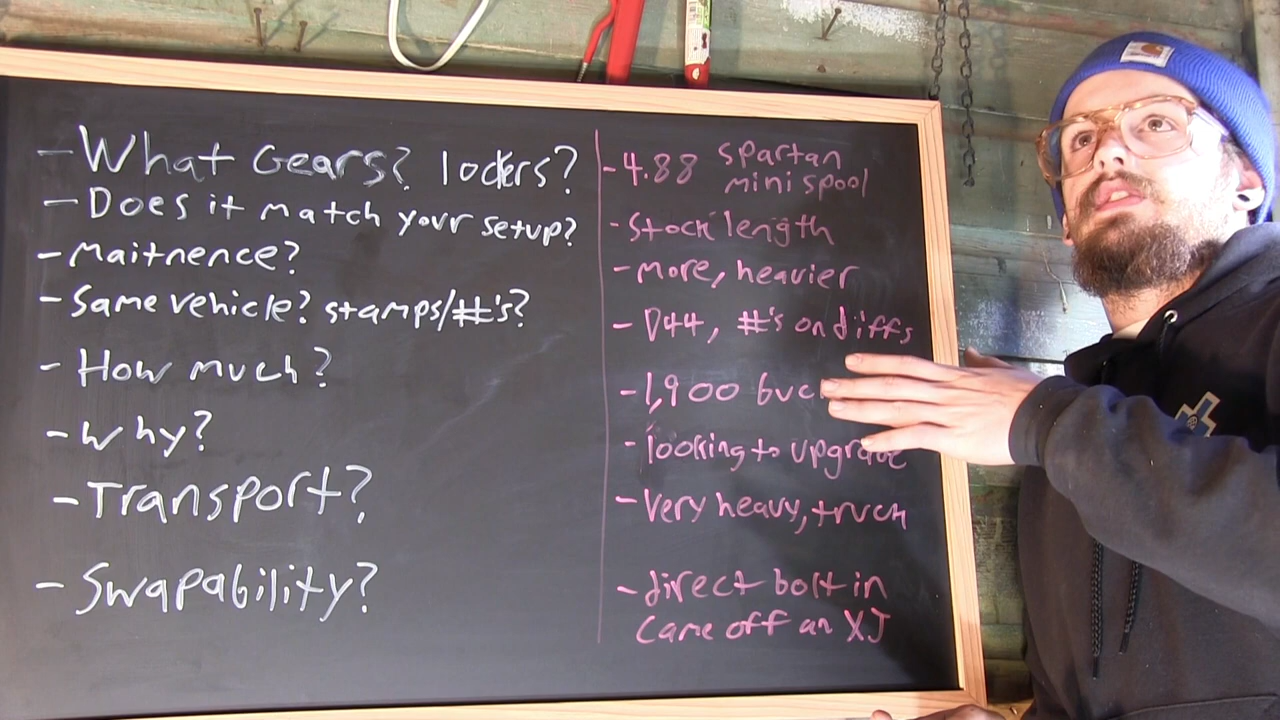 - What Gears? lockers?
- Does it match your setup?
- maitnence?
- Same vehicle? stamps/#'s?
- How much?
- Why?
- Transport?
- Swapability?
- 4.88 spartan
mini spool
- Stock length
- more, heavier
- D44, #'s on diffs
- 1,900
- looking to upgrade
- Very heavy, truck
- direct bolt in
came off an XJ